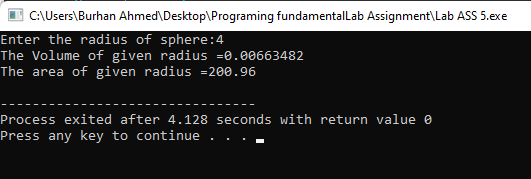 C:\Users\Burhan Ahmed\Desktop\Programing fundamentalLab Assignment\Lab ASS 5.exe
Enter the radius of sphere:4
The Volume of given radius =0.00663482
The area of given radius =200.96
--------------------------------
Process exited after 4.128 seconds with return value 0
Press any key to continue . . .